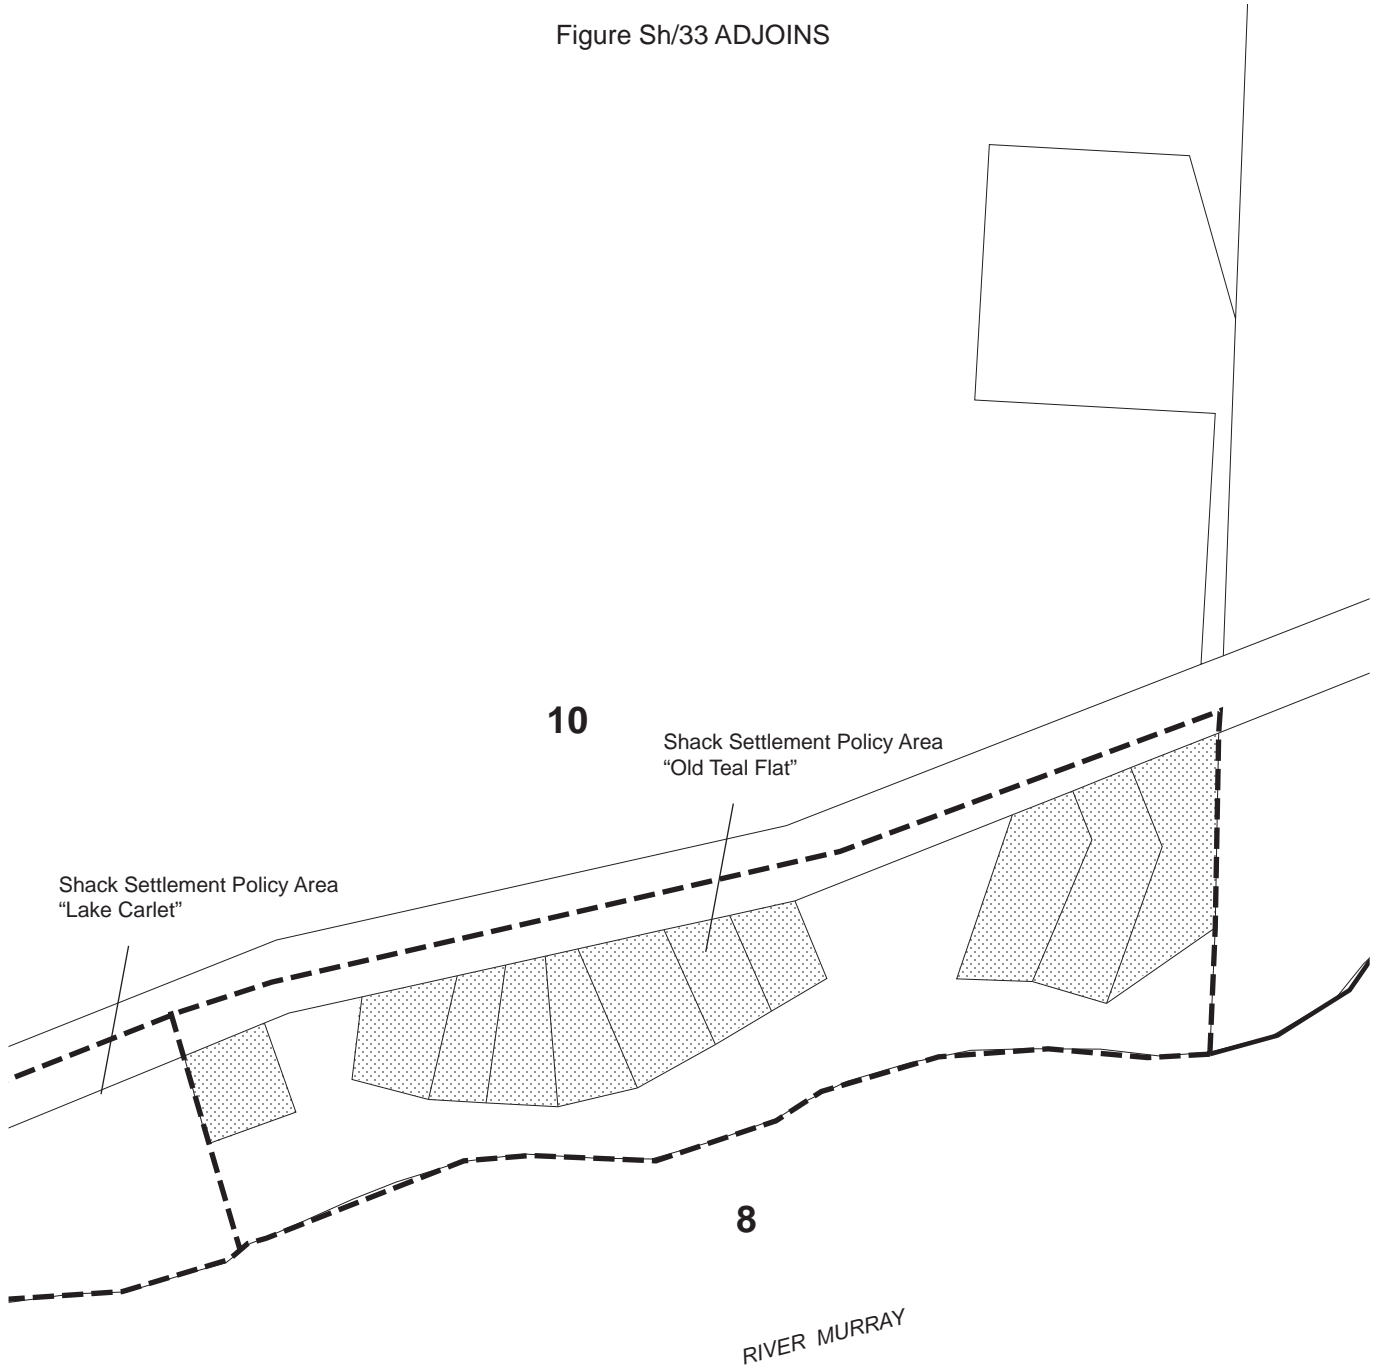 Figure Sh/33 ADJOINS
10
Shack Settlement Policy Area
“Old Teal Flat”
Shack Settlement Policy Area
“Lake Carlet”
8
RIVER MURRAY